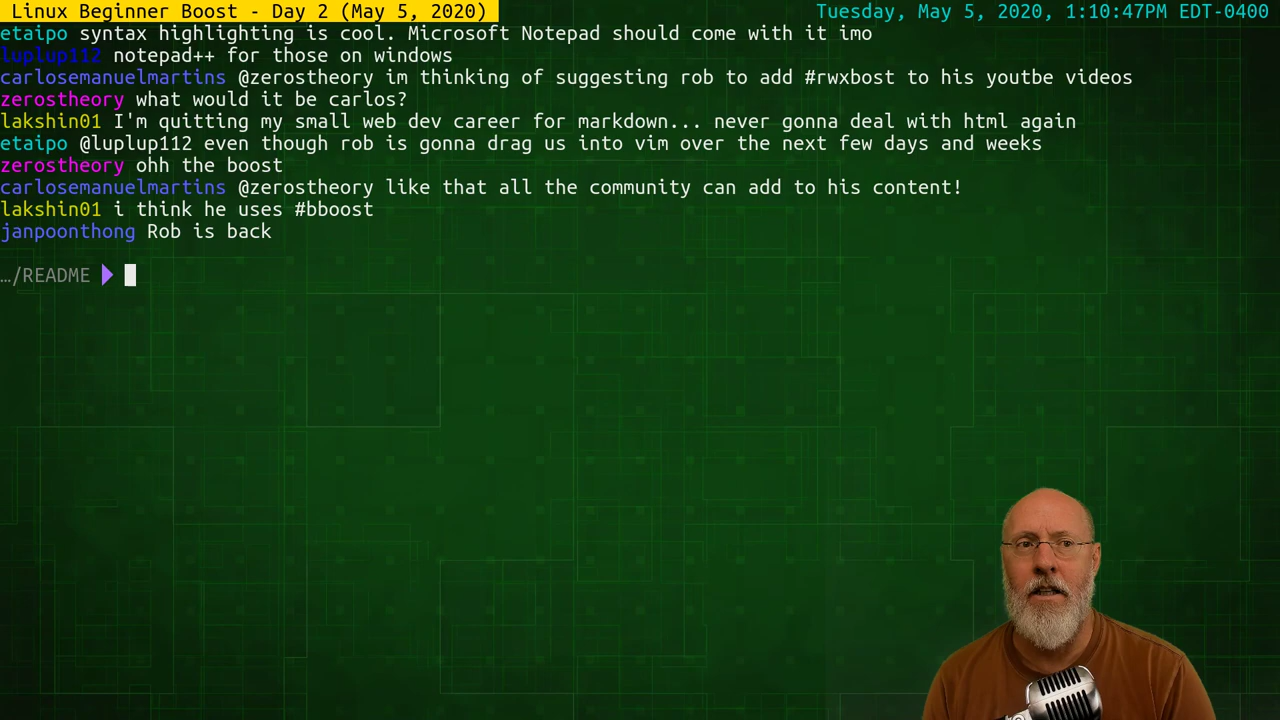 Linux Beginner Boost - Day 2 (May 5, 2020)
Tuesday, May 5, 2020, 1:10:47PM EDT-0400
etaipo syntax highlighting is cool. Microsoft Notepad should come with it imo
luplup112 notepad++ for those on windows
carlosemanuelmartins @zerostheory im thinking of suggesting rob to add #rwxbost to his youtbe videos
zerostheory what would it be carlos?
lakshin01 I'm quitting my small web dev career for markdown... never gonna deal with html again
etaipo @luplup112 even though rob is gonna drag us into vim over the next few days and weeks
zerostheory ohh the boost
carlosemanuelmartins @zerostheory like that all the community can add to his content!
lakshin01 i think he uses #bboost
janpoonthong Rob is back
…/README